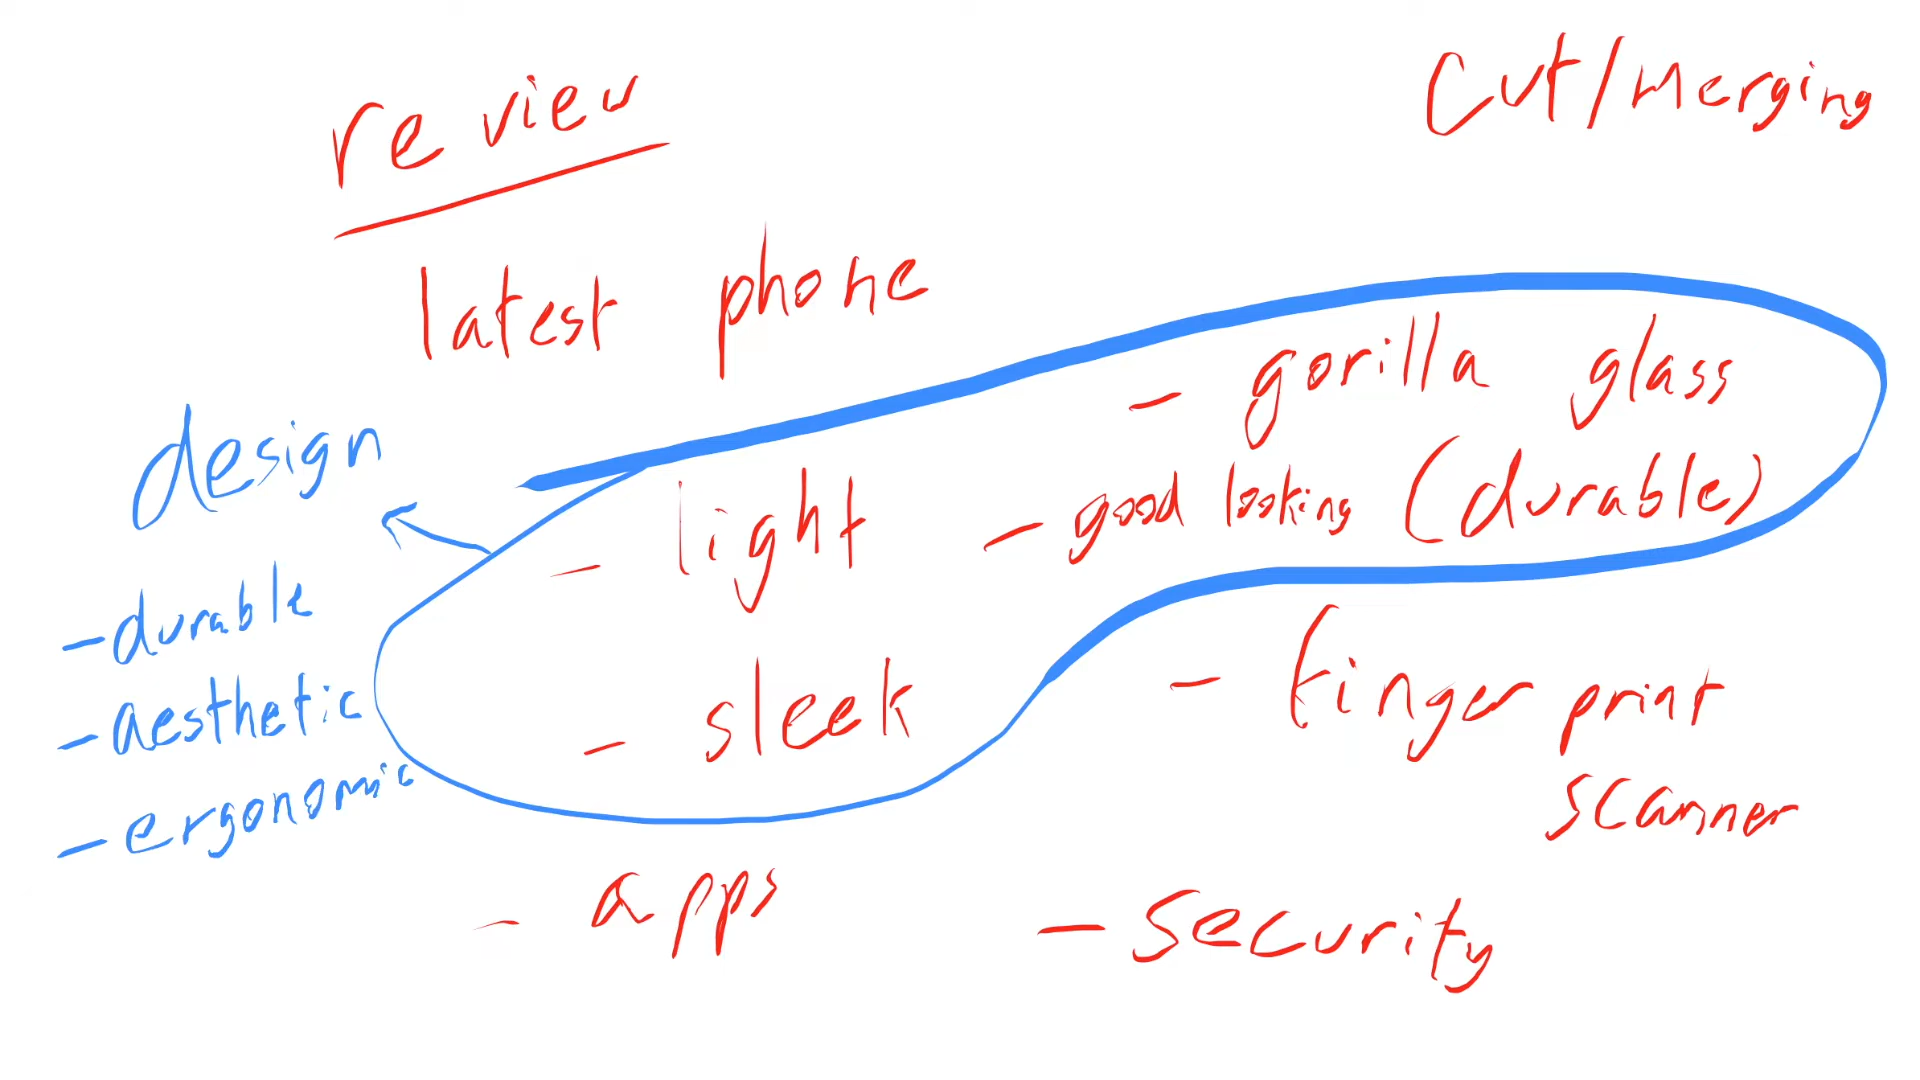 review
cut/merging
latest phone
design
- durable
- aesthetic
- ergonomic
- light
- sleek
- apps
- gorilla glass
- good looking (durable)
- finger print
scanner
- security